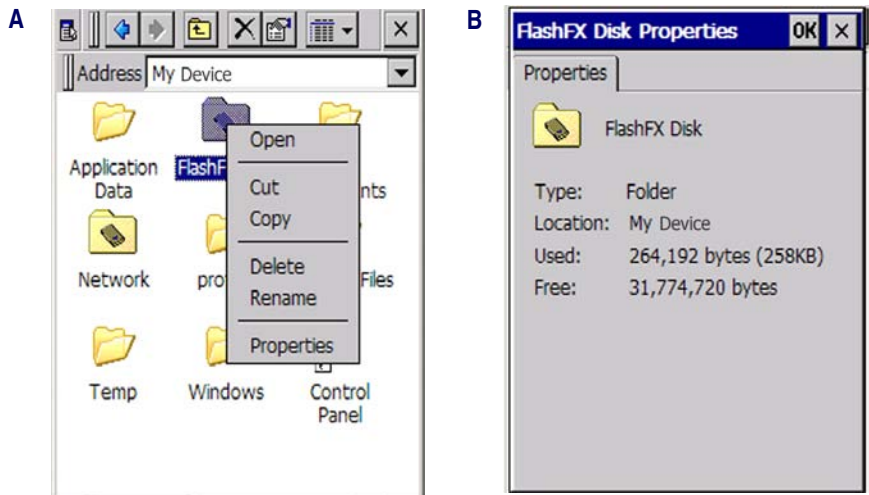 A
Address My Device
Application
Data
FlashF
nts
Network
pro
Files
Temp
Windows
Control
Panel
Open
Cut
Copy
Delete
Rename
Properties
B
FlashFX Disk Properties OK ×
Properties
FlashFX Disk
Type: Folder
Location: My Device
Used: 264,192 bytes (258KB)
Free: 31,774,720 bytes